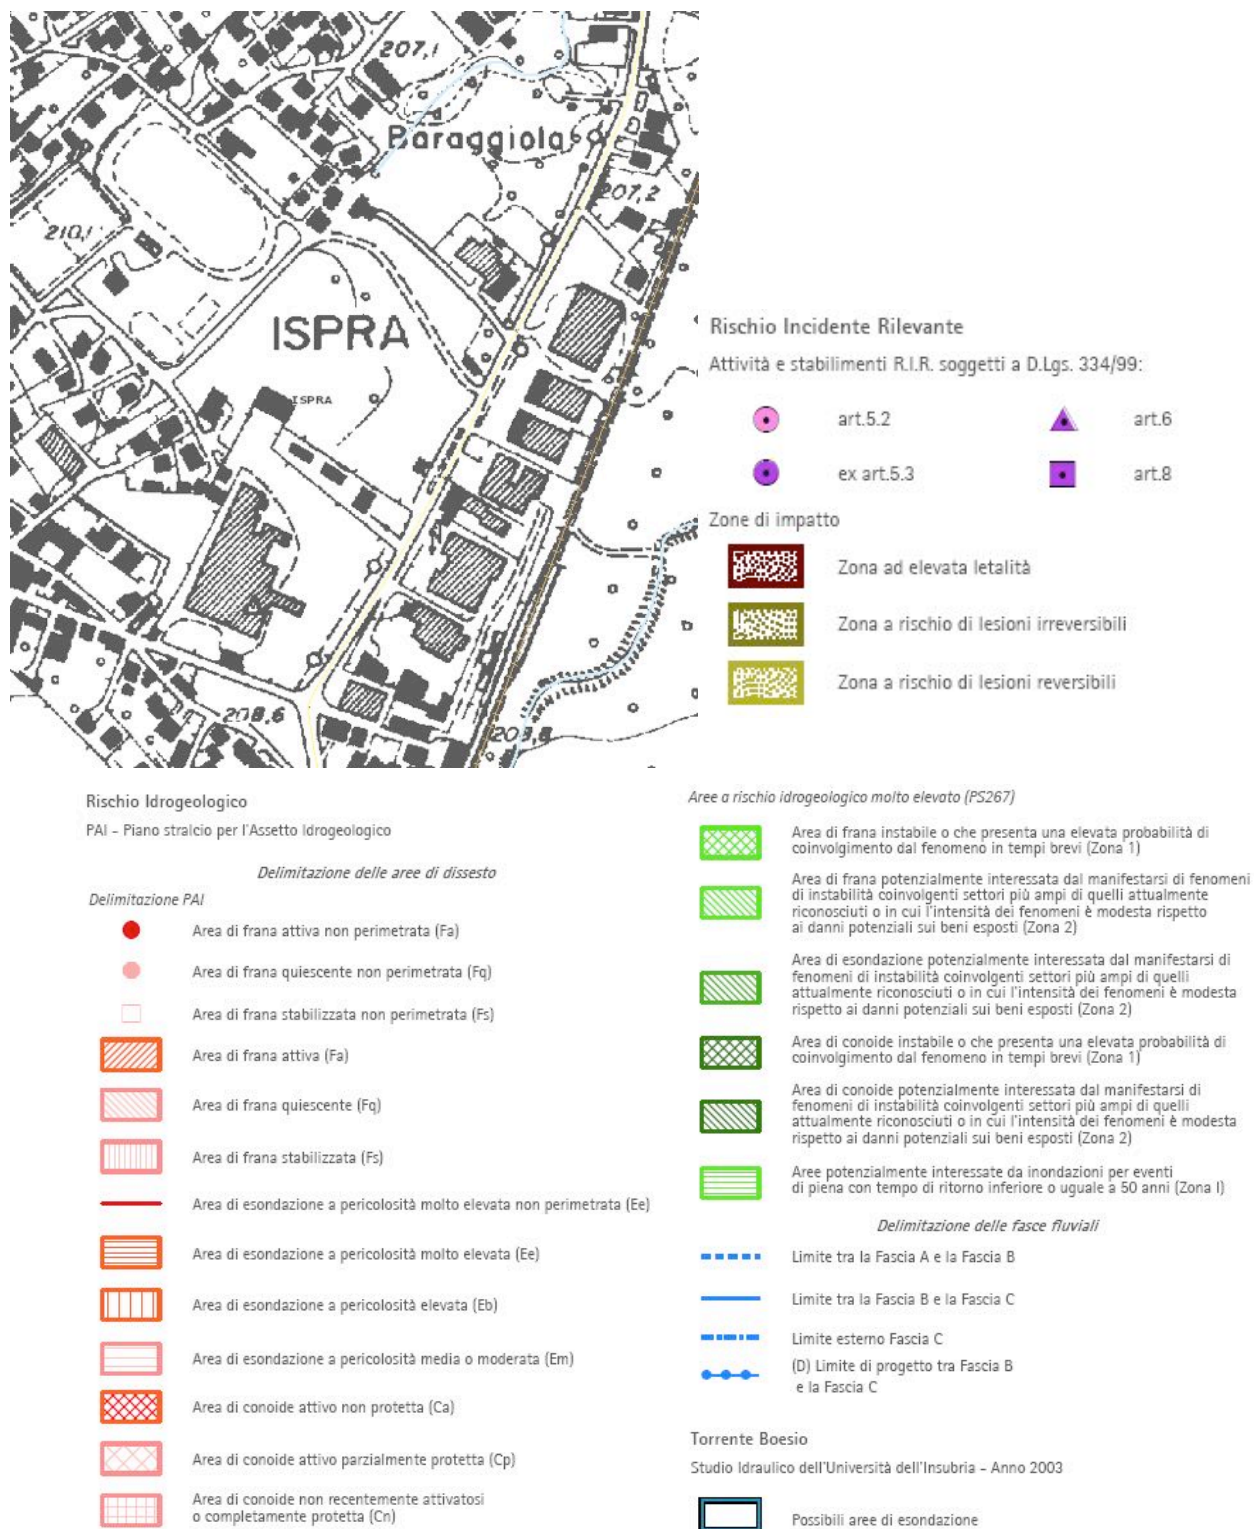 207,1
Baraggiola
207,2
210,1
ISPRA
ISPRA
208,6
Rischio Incidente Rilevante
Attività e stabilimenti R.I.R. soggetti a D.Lgs. 334/99:
art.5.2
art.6
ex art.5.3
art.8
Zone di impatto
Zona ad elevata letalità
Zona a rischio di lesioni irreversibili
Zona a rischio di lesioni reversibili
Rischio Idrogeologico
PAI - Piano stralcio per l'Assetto Idrogeologico
Delimitazione delle aree di dissesto
Delimitazione PAI
Area di frana attiva non perimetrata (Fa)
Area di frana quiescente non perimetrata (Fq)
Area di frana stabilizzata non perimetrata (Fs)
Area di frana attiva (Fa)
Area di frana quiescente (Fq)
Area di frana stabilizzata (Fs)
Area di esondazione a pericolosità molto elevata non perimetrata (Ee)
Area di esondazione a pericolosità molto elevata (Ee)
Area di esondazione a pericolosità elevata (Eb)
Area di esondazione a pericolosità media o moderata (Em)
Area di conoide attivo non protetta (Ca)
Area di conoide attivo parzialmente protetta (Cp)
Area di conoide non recentemente attivatosi
o completamente protetta (Cn)
Aree a rischio idrogeologico molto elevato (PS267)
Area di frana instabile o che presenta una elevata probabilità di
coinvolgimento dal fenomeno in tempi brevi (Zona 1)
Area di frana potenzialmente interessata dal manifestarsi di fenomeni
di instabilità coinvolgenti settori più ampi di quelli attualmente
riconosciuti o in cui l'intensità dei fenomeni è modesta rispetto
ai danni potenziali sui beni esposti (Zona 2)
Area di esondazione potenzialmente interessata dal manifestarsi di
fenomeni di instabilità coinvolgenti settori più ampi di quelli
attualmente riconosciuti o in cui l'intensità dei fenomeni è modesta
rispetto ai danni potenziali sui beni esposti (Zona 2)
Area di conoide instabile o che presenta una elevata probabilità di
coinvolgimento dal fenomeno in tempi brevi (Zona 1)
Area di conoide potenzialmente interessata dal manifestarsi di
fenomeni di instabilità coinvolgenti settori più ampi di quelli
attualmente riconosciuti o in cui l'intensità dei fenomeni è modesta
rispetto ai danni potenziali sui beni esposti (Zona 2)
Aree potenzialmente interessate da inondazioni per eventi
di piena con tempo di ritorno inferiore o uguale a 50 anni (Zona I)
Delimitazione delle fasce fluviali
Limite tra la Fascia A e la Fascia B
Limite tra la Fascia B e la Fascia C
Limite esterno Fascia C
(D) Limite di progetto tra Fascia B
e la Fascia C
Torrente Boesio
Studio Idraulico dell'Università dell'Insubria - Anno 2003
Possibili aree di esondazione